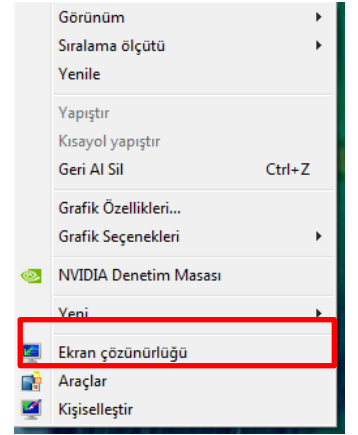 Görünüm
Sıralama ölçütü
Yenile
Yapıştır
Kısayol yapıştır
Geri Al Sil Ctrl+Z
Grafik Özellikleri...
Grafik Seçenekleri
NVIDIA Denetim Masası
Yeni
Ekran çözünürlüğü
Araçlar
Kişiselleştir